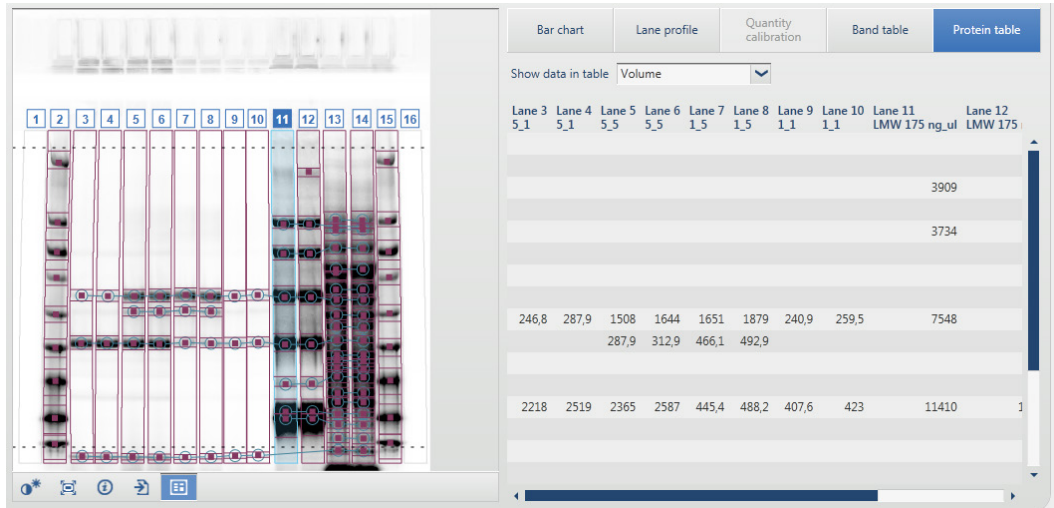 Bar chart
Lane profile
Quantity
calibration
Band table
Protein table
Show data in table Volume
1 2 3 4 5 6 7 8 9 10 11 12 13 14 15 16
Lane 3 Lane 4 Lane 5 Lane 6 Lane 7 Lane 8 Lane 9 Lane 10 Lane 11 Lane 12
5_1 5_1 5_5 5_5 1_5 1_5 1_1 1_1 LMW 175 ng_ul LMW 175
3909
3734
246,8 287,9 1508 1644 1651 1879 240,9 259,5 7548
287,9 312,9 466,1 492,9
2218 2519 2365 2587 445,4 488,2 407,6 423 11410 1